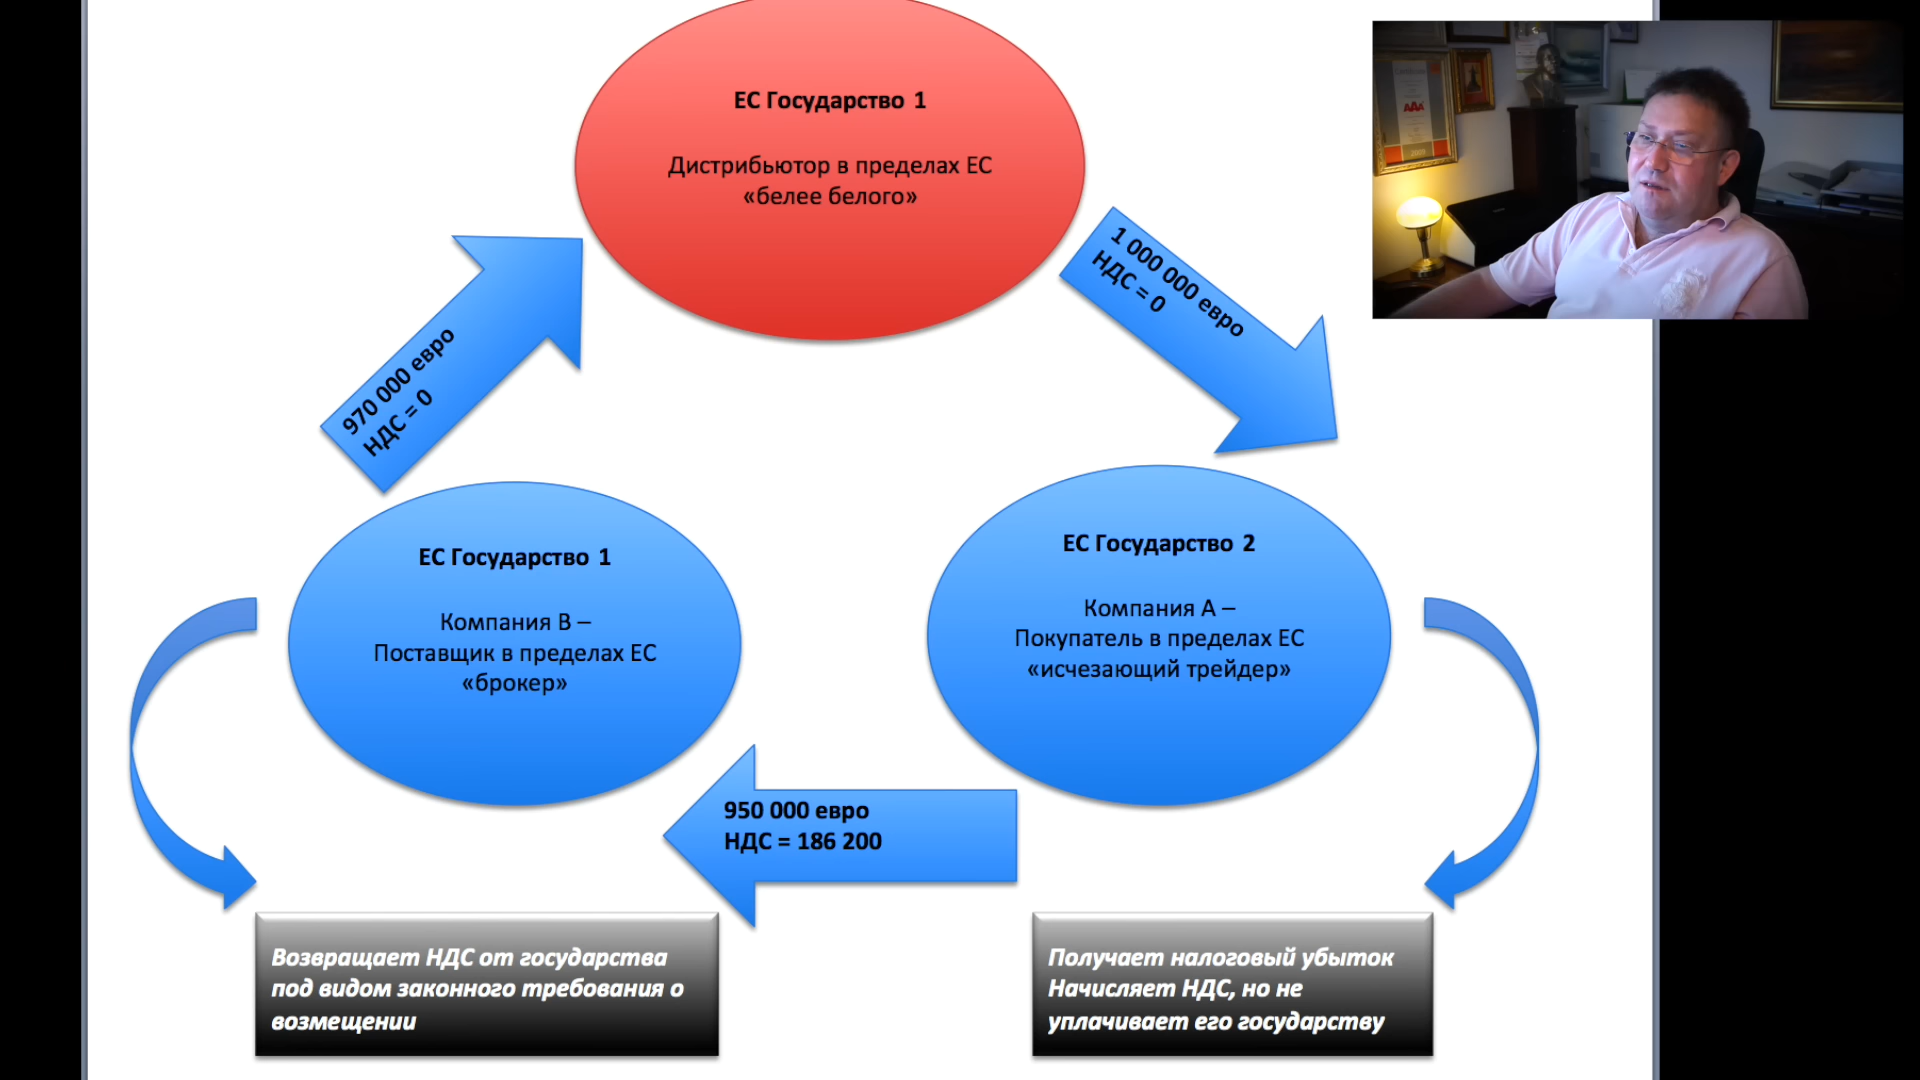 ЕС Государство 1
Дистрибьютор в пределах ЕС
«белее белого»
970 000 евро
НДС = 0
1 000 000 евро
НДС = 0
ЕС Государство 1
Компания В –
Поставщик в пределах ЕС
«брокер»
ЕС Государство 2
Компания А –
Покупатель в пределах ЕС
«исчезающий трейдер»
950 000 евро
НДС = 186 200
Возвращает НДС от государства
под видом законного требования о
возмещении
Получает налоговый убыток
Начисляет НДС, но не
уплачивает его государству
AAA